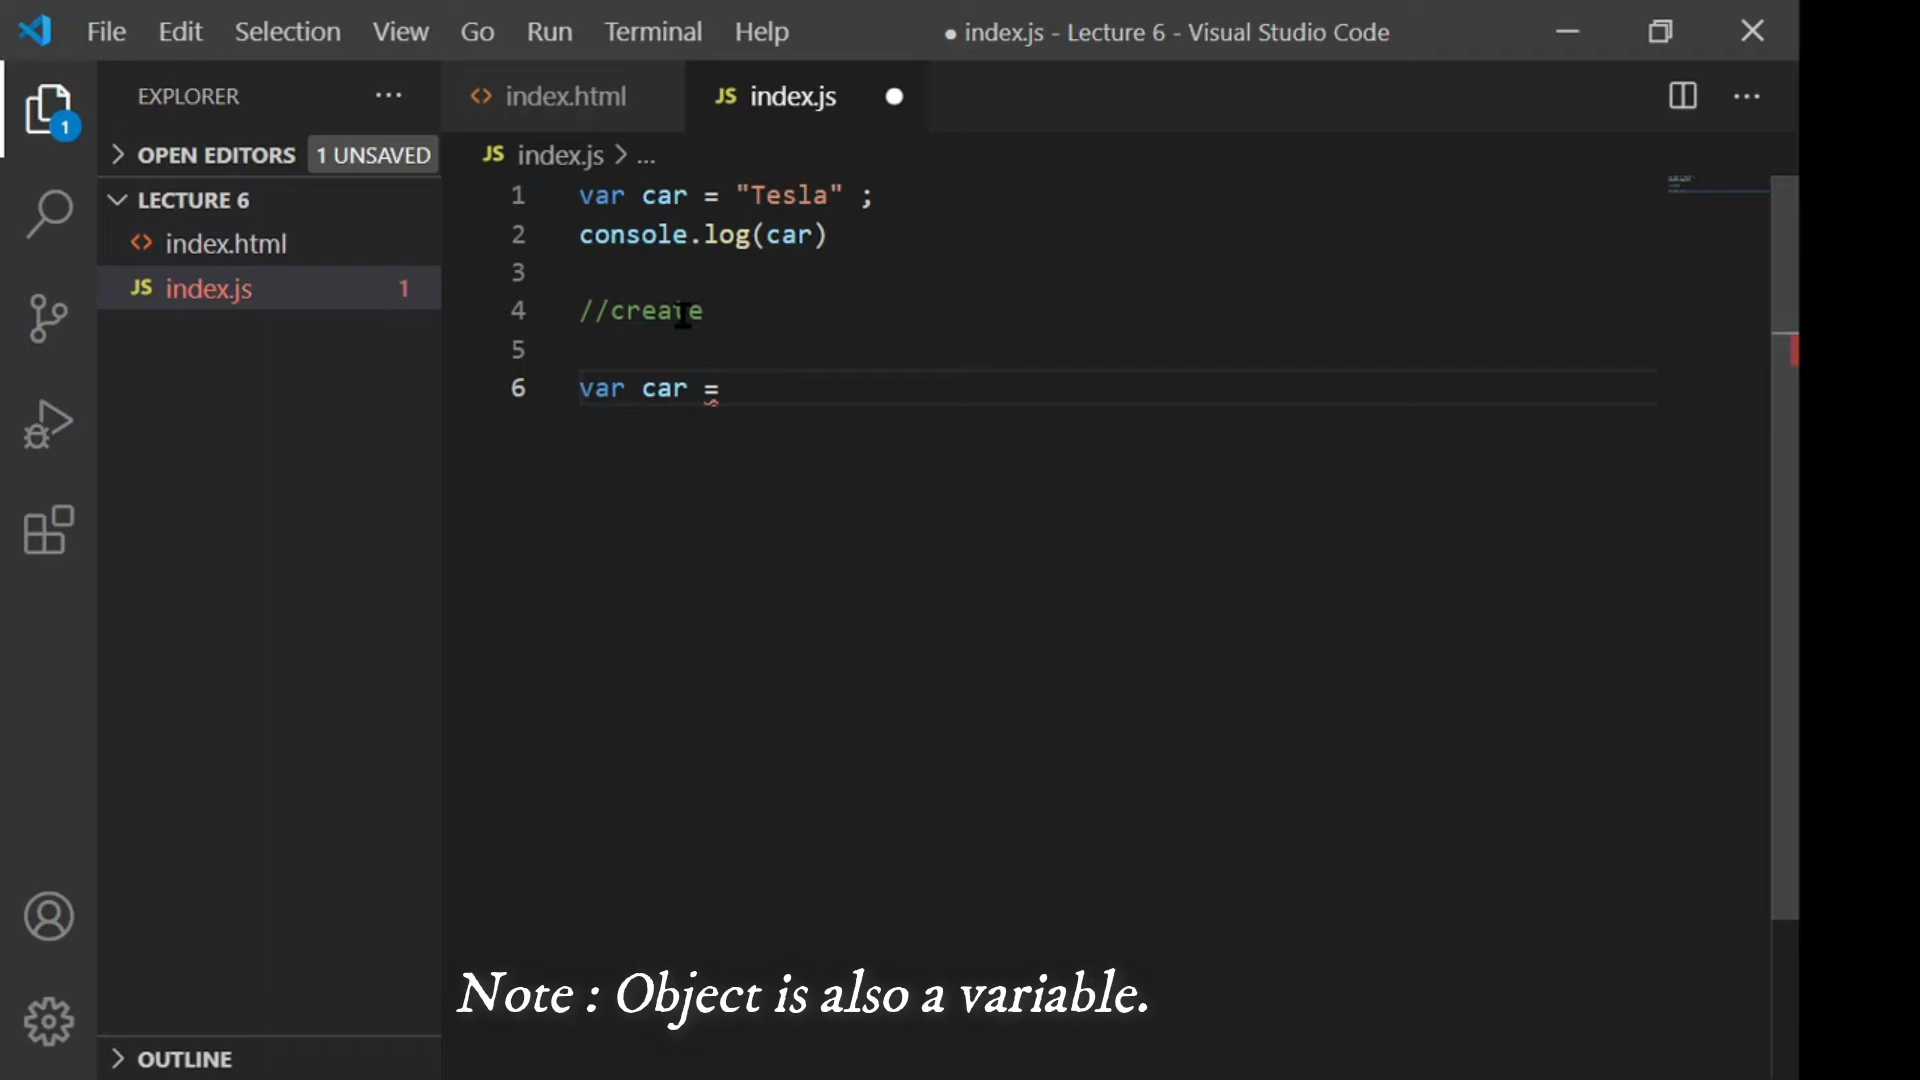 File Edit Selection View Go Run Terminal Help ● index.js - Lecture 6 - Visual Studio Code
EXPLORER ...
<> index.html
JS index.js ●
1
OPEN EDITORS 1 UNSAVED
LECTURE 6
<> index.html
JS index.js 1
JS index.js > ...
1 var car = "Tesla" ;
2 console.log(car)
3
4 //create
5
6 var car =
Note : Object is also a variable.
OUTLINE